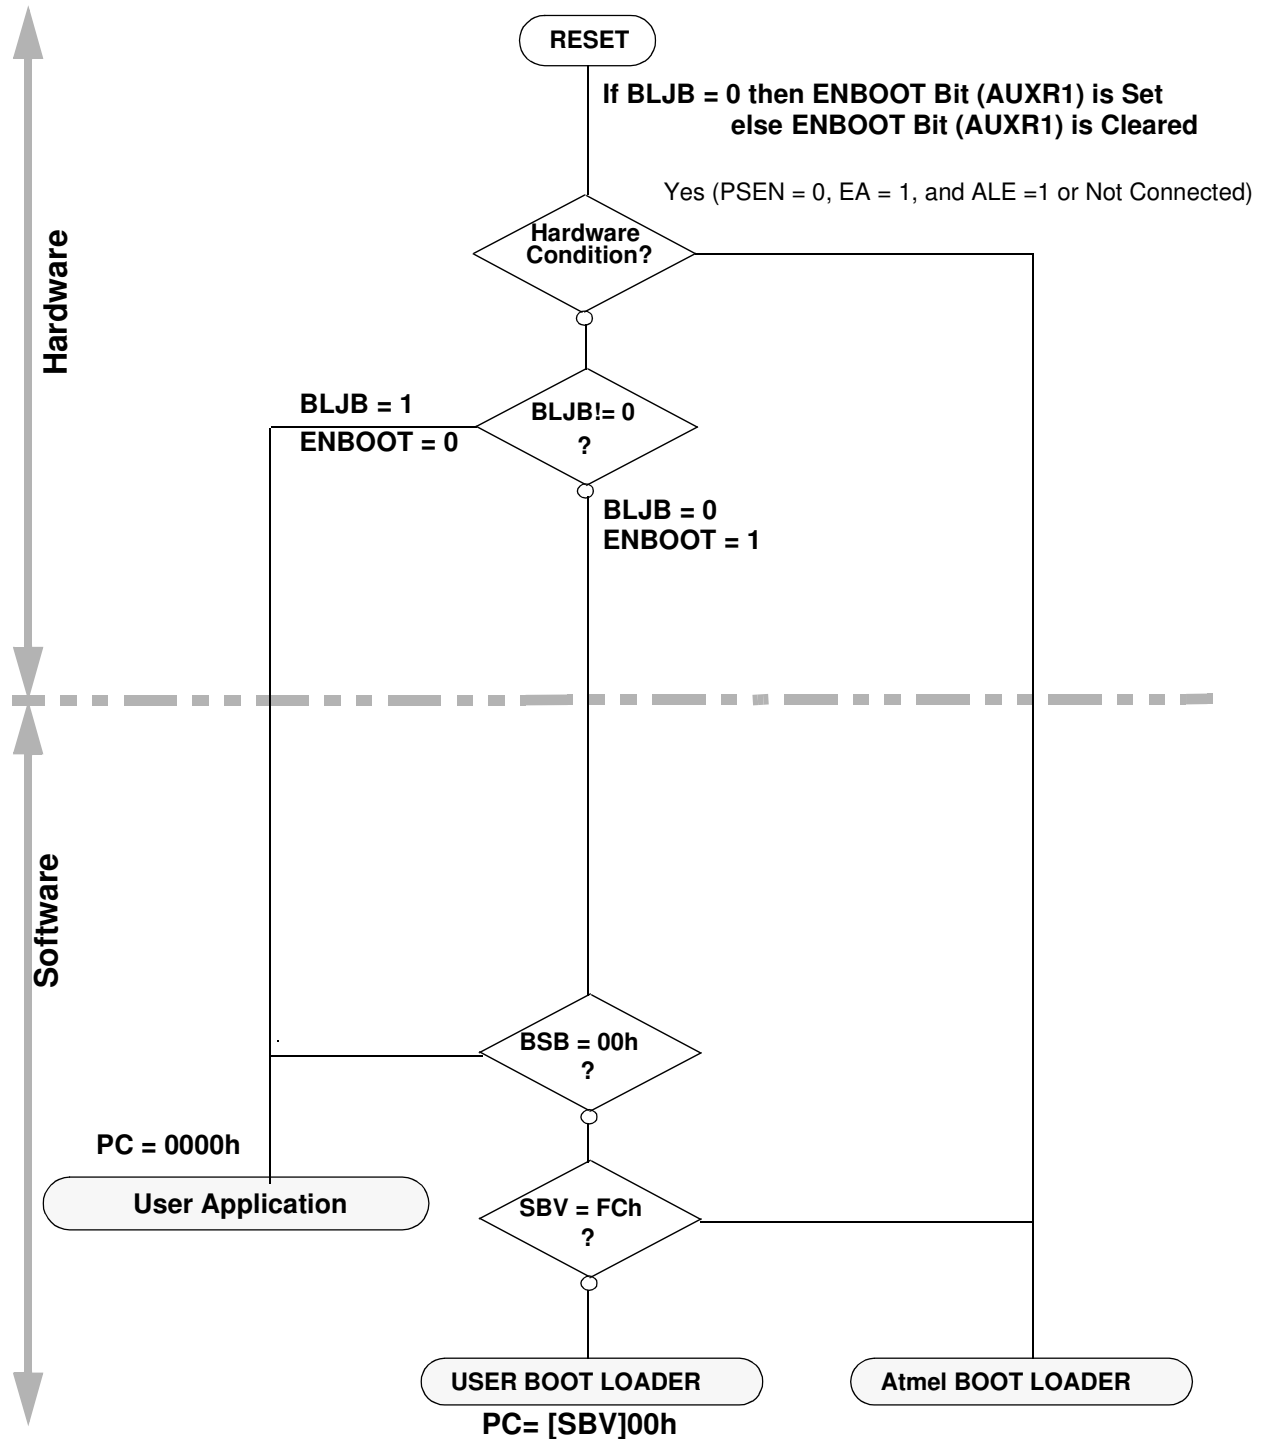 RESET
If BLJB = 0 then ENBOOT Bit (AUXR1) is Set
else ENBOOT Bit (AUXR1) is Cleared
Yes (PSEN = 0, EA = 1, and ALE =1 or Not Connected)
Hardware
Condition?
Hardware
BLJB = 1
ENBOOT = 0
BLJB!= 0
?
BLJB = 0
ENBOOT = 1
Software
BSB = 00h
?
PC = 0000h
User Application
SBV = FCh
?
USER BOOT LOADER
PC= [SBV]00h
Atmel BOOT LOADER